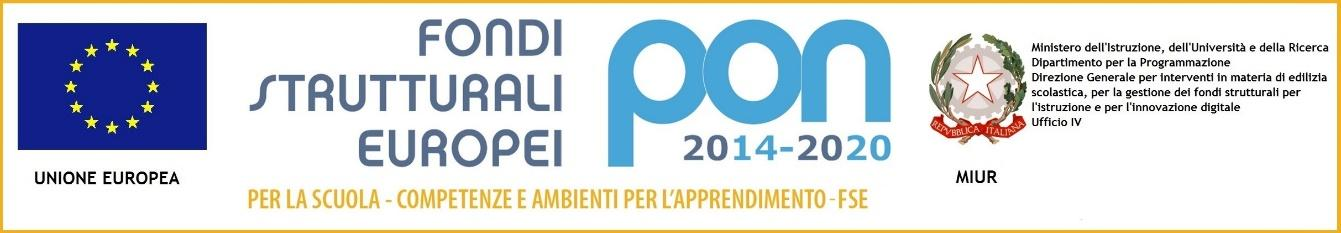 UNIONE EUROPEA
FONDI
STRUTTURALI
EUROPEI
pon
2014-2020
PER LA SCUOLA - COMPETENZE E AMBIENTI PER L'APPRENDIMENTO-FSE
REPVBBLICA ITALIANA
MIUR
Ministero dell'Istruzione, dell'Università e della Ricerca
Dipartimento per la Programmazione
Direzione Generale per interventi in materia di edilizia
scolastica, per la gestione dei fondi strutturali per
l'istruzione e per l'innovazione digitale
Ufficio IV